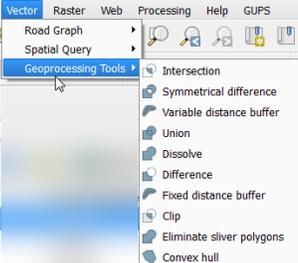 Vector Raster Web Processing Help GUPS
Road Graph
Spatial Query
Geoprocessing Tools
Intersection
Symmetrical difference
Variable distance buffer
Union
Dissolve
Difference
Fixed distance buffer
Clip
Eliminate sliver polygons
Convex hull